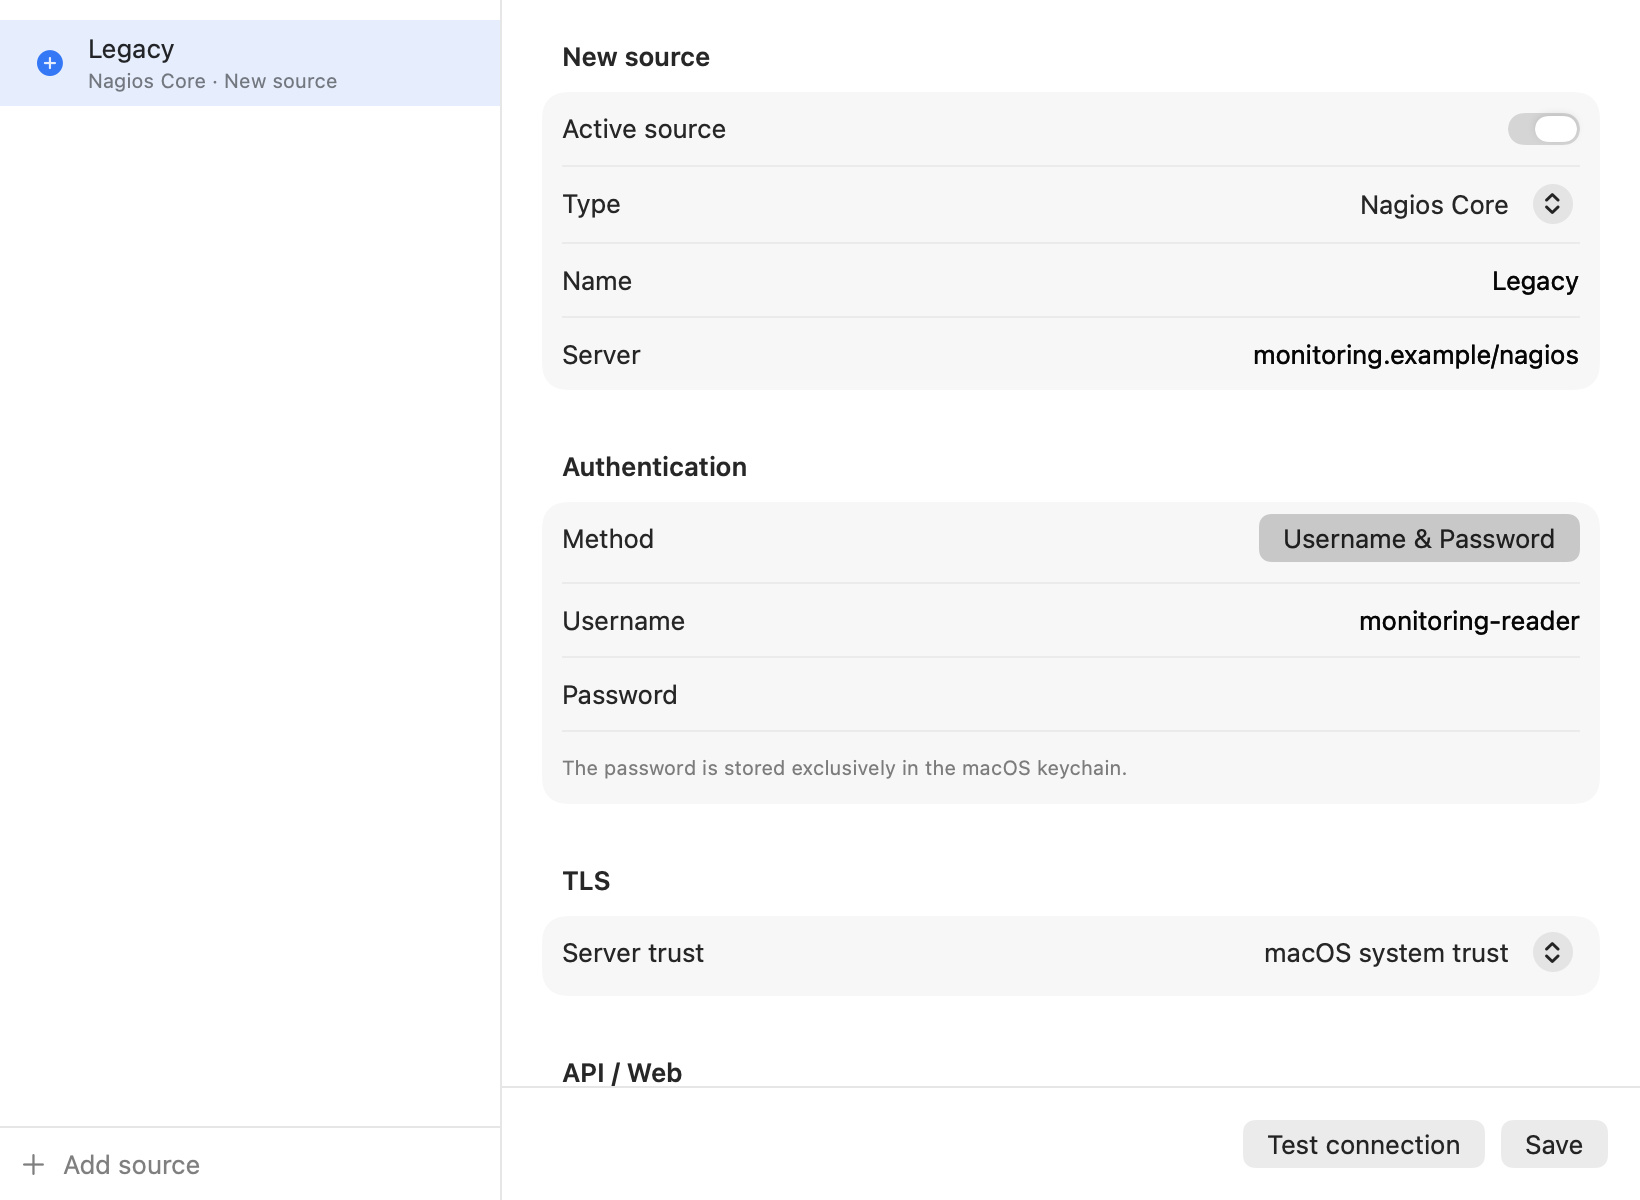 Legacy
Nagios Core · New source
Add source
New source
Active source
Type Nagios Core
Name Legacy
Server monitoring.example/nagios
Authentication
Method Username & Password
Username monitoring-reader
Password
The password is stored exclusively in the macOS keychain.
TLS
Server trust macOS system trust
API / Web
Test connection Save